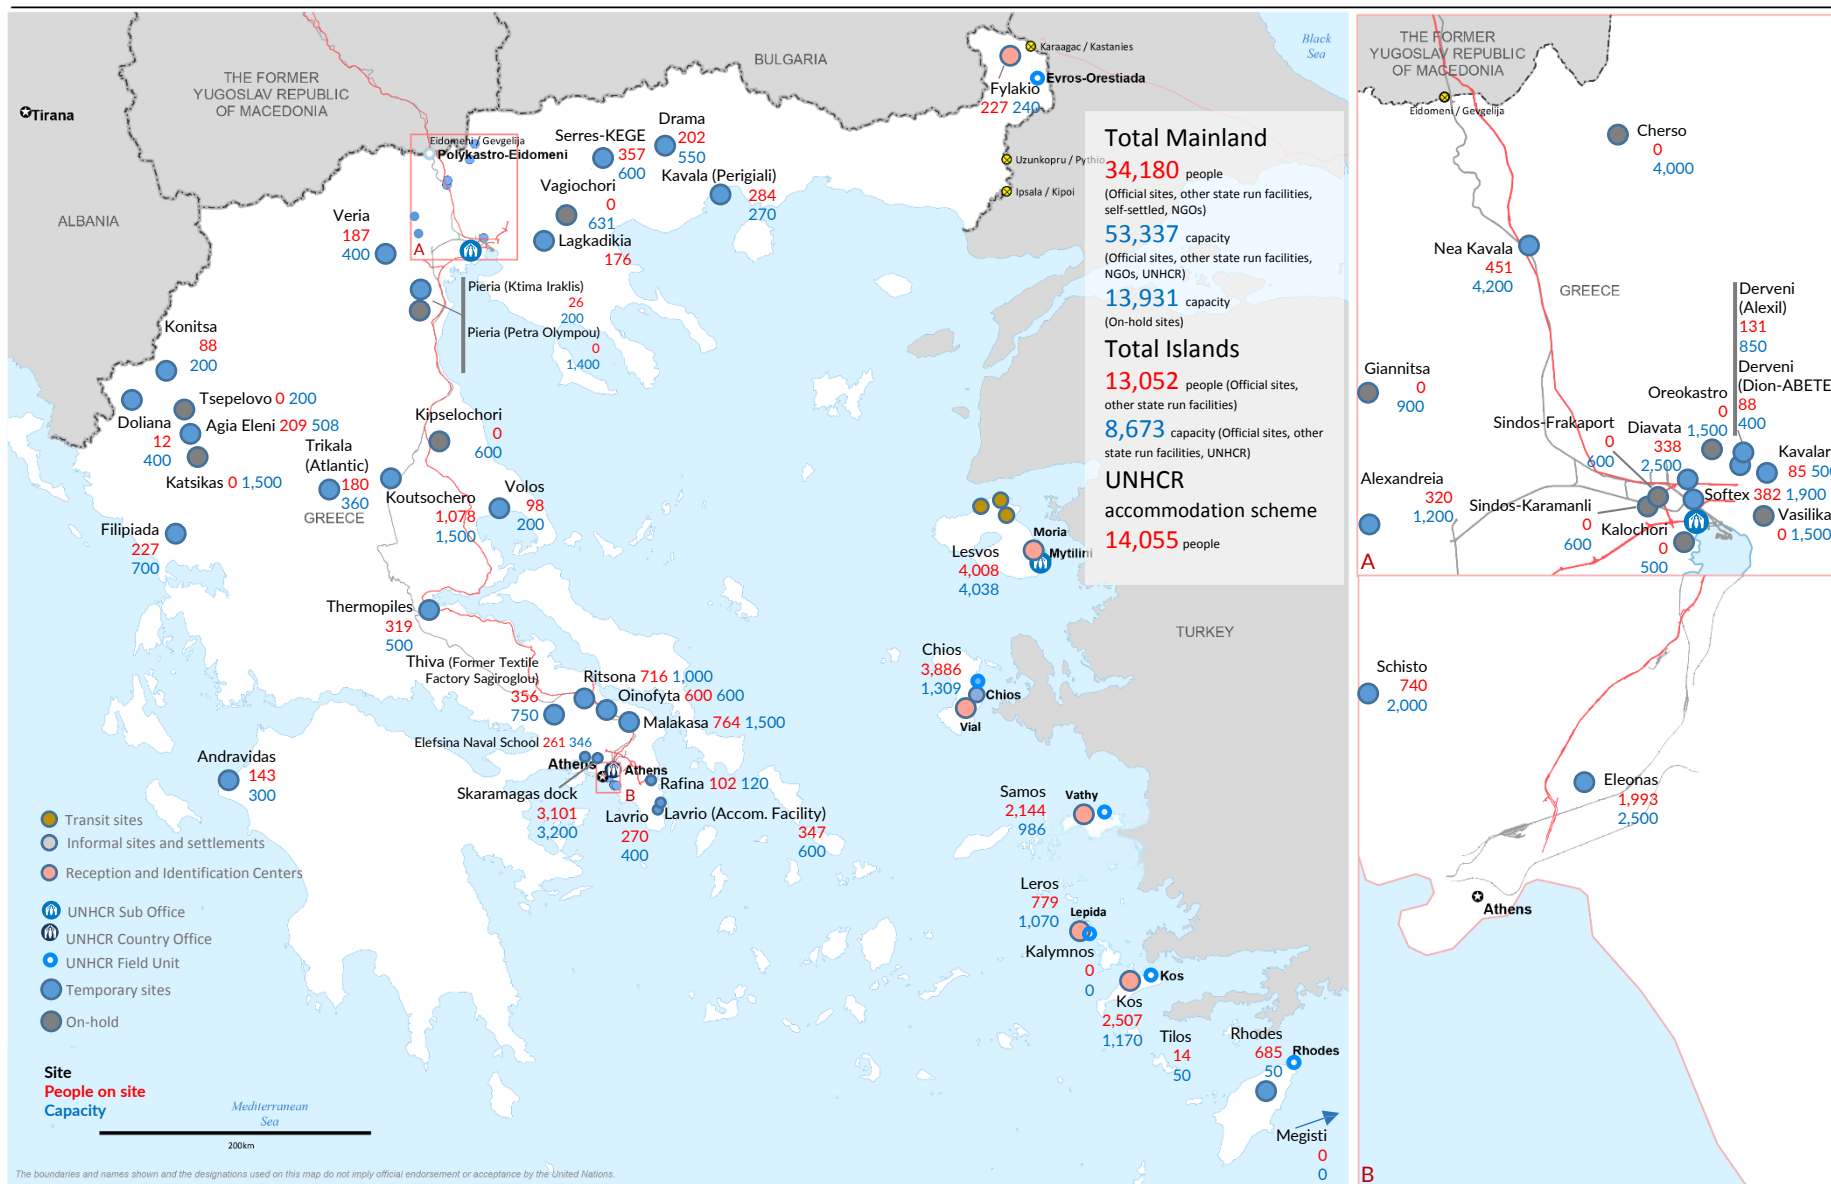 THE FORMER
YUGOSLAV REPUBLIC
OF MACEDONIA
BULGARIA
Black
Sea
Karaagac / Kastanies
Evros-Orestiada
Fylakio
227 240
Tirana
ALBANIA
Eidomeni / Gevgelija
Polykastro-Eidomeni
Serres-KEGE
357
600
Drama
202
550
Kavala (Perigiali)
284
270
Vagiochori
0
631
Lagkadikia
176
Uzunkopru / Pythio
Ipsala / Kipoi
Veria
187
400
A
Pieria (Ktima Iraklis)
26
200
Pieria (Petra Olympou)
0
1,400
Konitsa
88
200
Tsepelovo 0 200
Doliana
12
400
Agia Eleni 209 508
Katsikas 0 1,500
Kipselochori
0
600
Trikala
(Atlantic)
180
360
GREECE
Koutsochero
1,078
1,500
Volos
98
200
Filipiada
227
700
Thermopiles
319
500
Thiva (Former Textile
Factory Sagiroglou)
356
750
Ritsona 716 1,000
Oinofyta 600 600
Malakasa 764 1,500
Elefsina Naval School 261 346
Athens
Athens
B
Rafina 102 120
Skaramagas dock
3,101
3,200
Lavrio
270
400
Lavrio (Accom. Facility)
347
600
Andravidas
143
300
Total Mainland
34,180 people
(Official sites, other state run facilities,
self-settled, NGOs)
53,337 capacity
(Official sites, other state run facilities,
NGOs, UNHCR)
13,931 capacity
(On-hold sites)
Total Islands
13,052 people (Official sites,
other state run facilities)
8,673 capacity (Official sites, other
state run facilities, UNHCR)
UNHCR
accommodation scheme
14,055 people
Moria
Mytilini
Lesvos
4,008
4,038
TURKEY
Chios
3,886
1,309
Chios
Vial
Samos
2,144
986
Vathy
Leros
779
1,070
Lepida
Kalymnos
0
0
Kos
Kos
2,507
1,170
Tilos
14
50
Rhodes
685
50
Rhodes
Megisti
0
0
Transit sites
Informal sites and settlements
Reception and Identification Centers
UNHCR Sub Office
UNHCR Country Office
UNHCR Field Unit
Temporary sites
On-hold
Site
People on site
Capacity
Mediterranean
Sea
200km
The boundaries and names shown and the designations used on this map do not imply official endorsement or acceptance by the United Nations.
THE FORMER
YUGOSLAV REPUBLIC
OF MACEDONIA
Eidomeni / Gevgelija
Cherso
0
4,000
Nea Kavala
451
4,200
GREECE
Derveni
(Alexil)
131
850
Derveni
(Dion-ABETE
88
400
Giannitsa
0
900
Oreokastro
0
1,500
Sindos-Frakaport
0
600
Diavata
338
2,500
Kavalar
85 500
Alexandreia
320
1,200
Softex 382 1,900
Sindos-Karamanli
0
600
Vasilika
0 1,500
Kalochori
0
500
A
Schisto
740
2,000
Eleonas
1,993
2,500
Athens
B